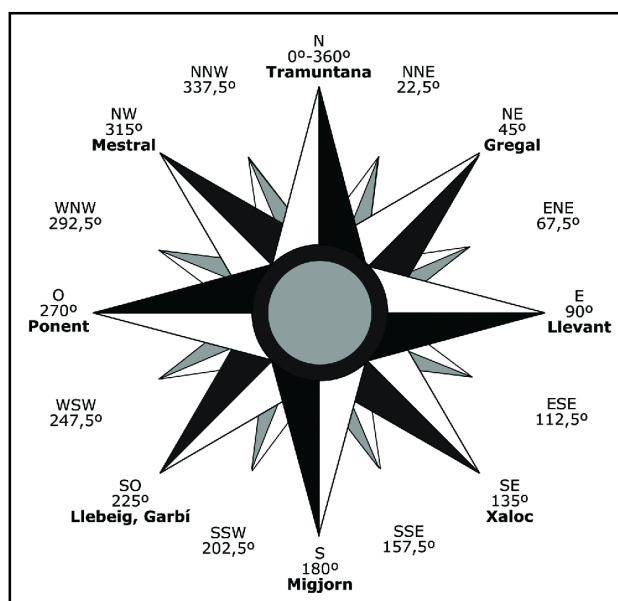 N
0º-360º
Tramuntana
NNW
337,5º
NNE
22,5º
NW
315º
Mestral
NE
45º
Gregal
WNW
292,5º
ENE
67,5º
O
270º
Ponent
E
90º
Llevant
WSW
247,5º
ESE
112,5º
SO
225º
Llebeig, Garbí
SE
135º
Xaloc
SSW
202,5º
SSE
157,5º
S
180º
Migjorn